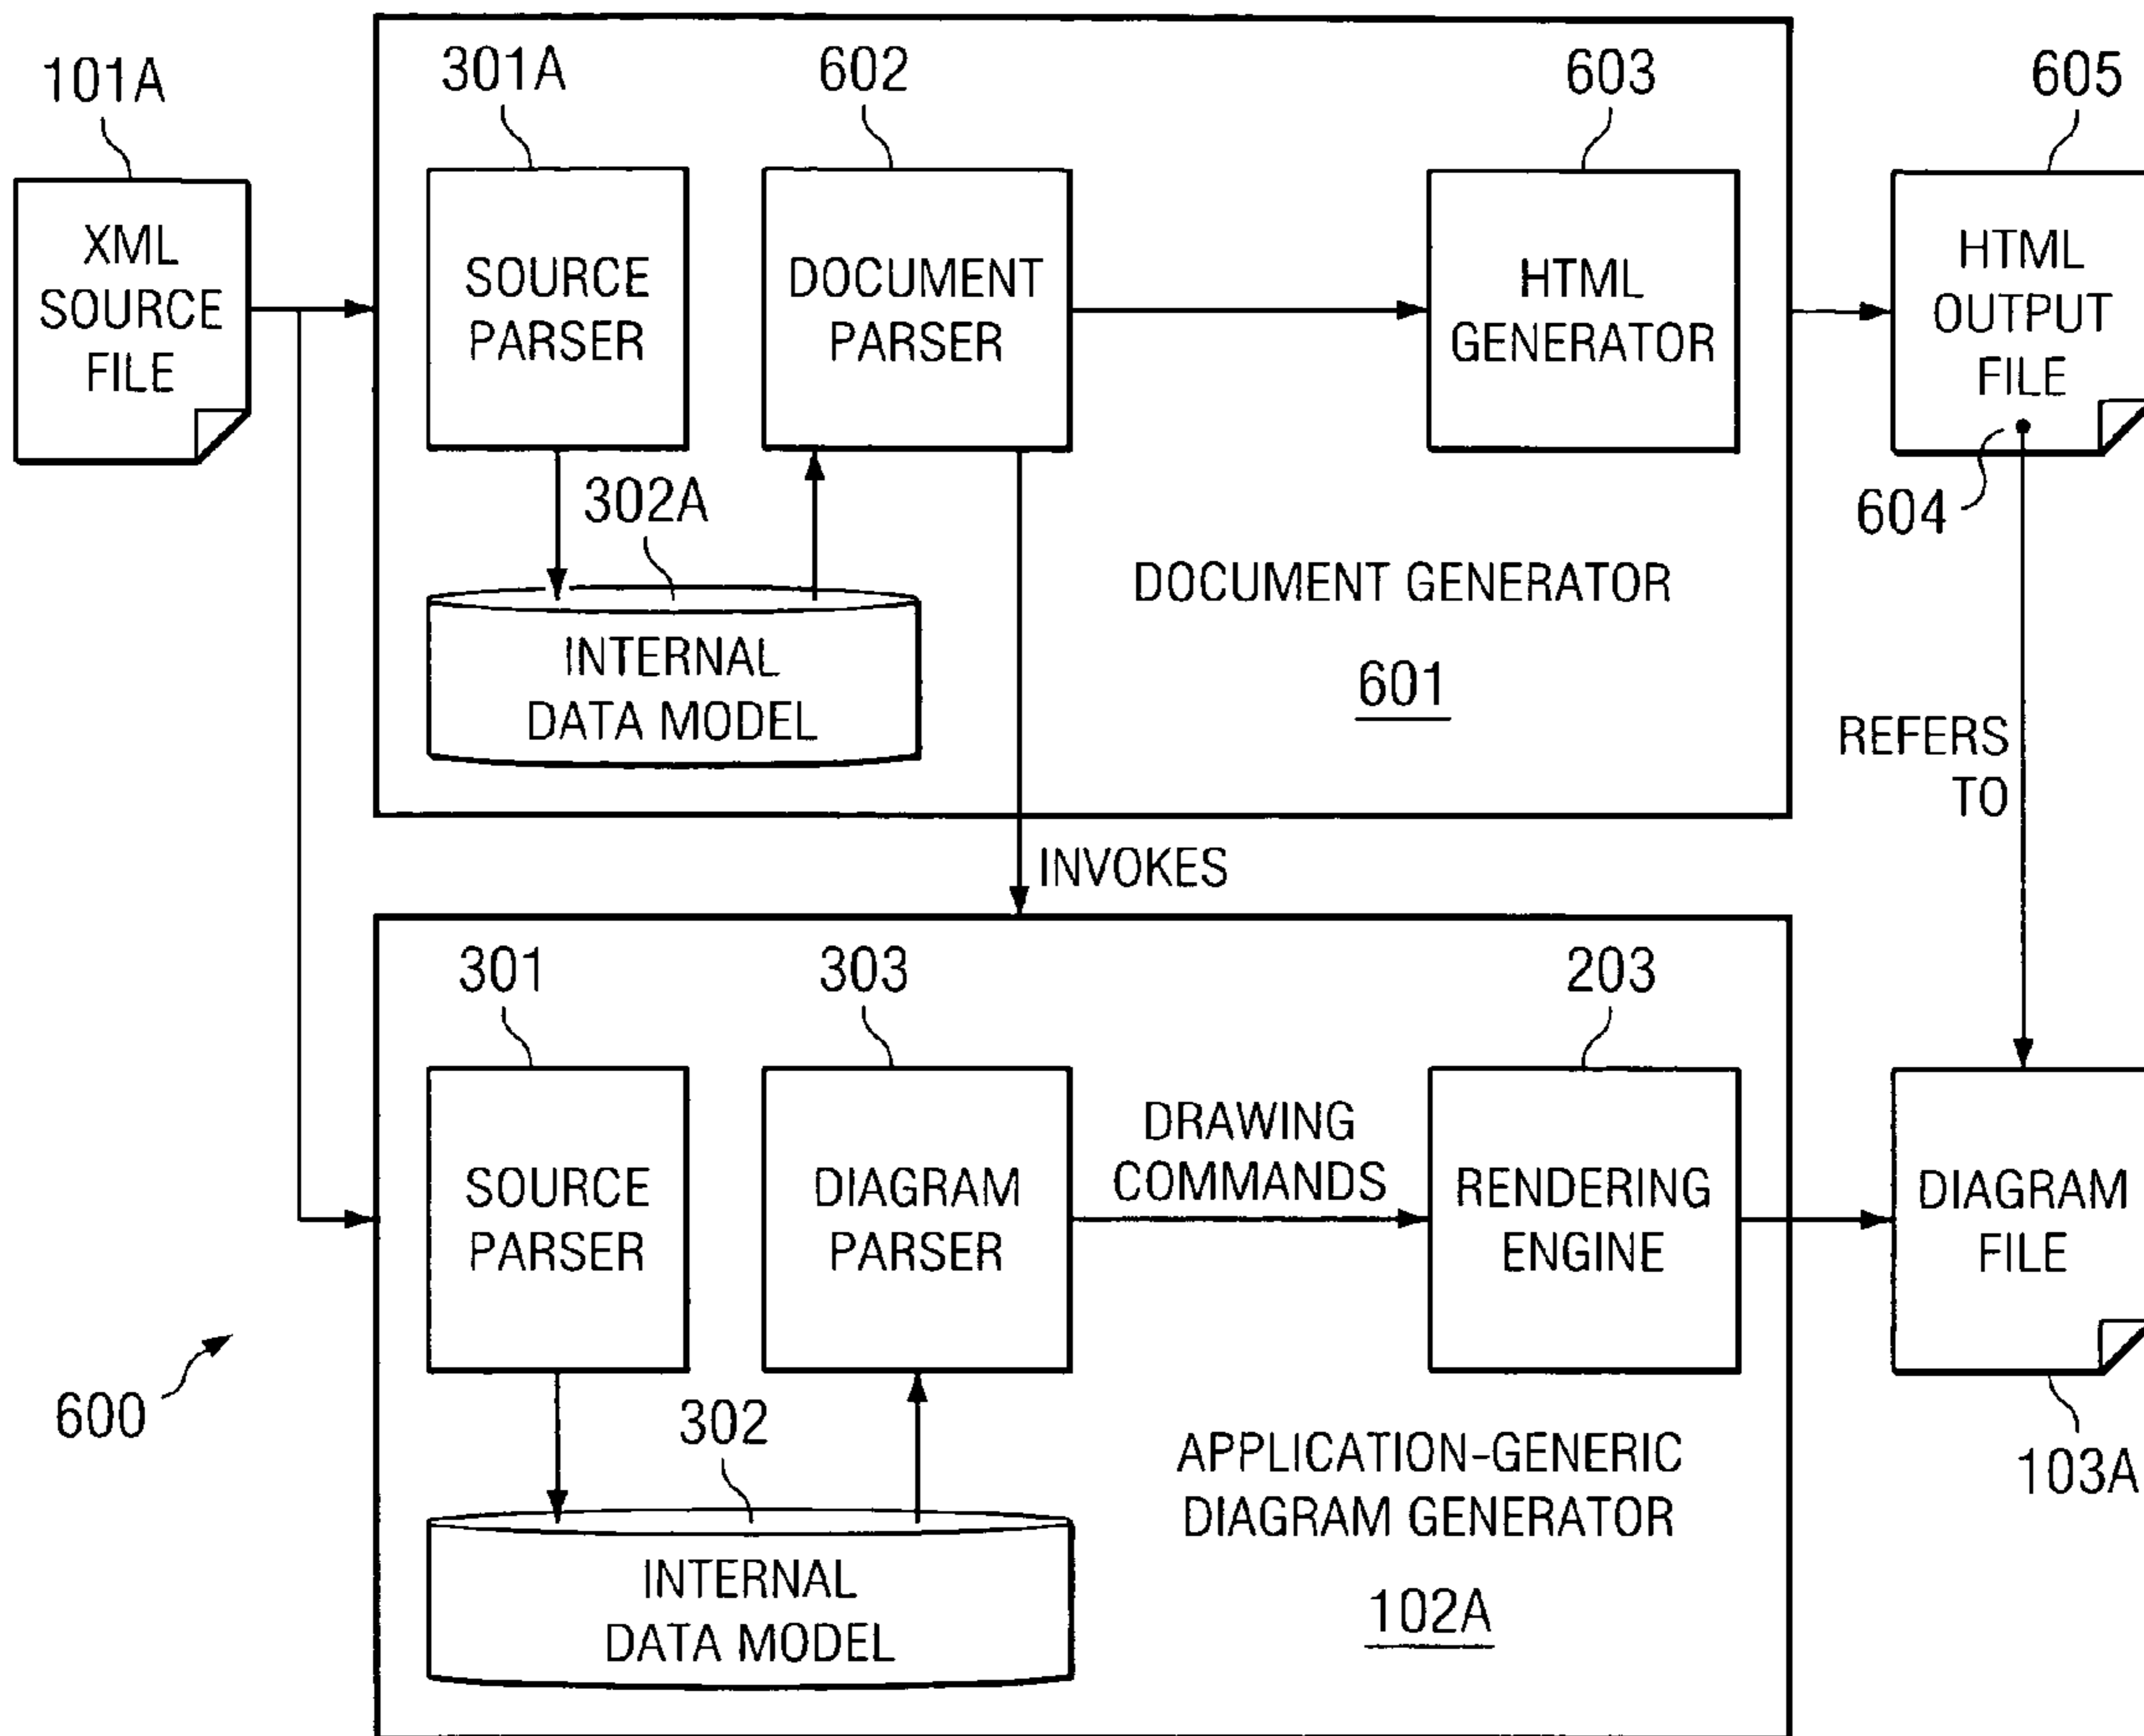 101A
XML
SOURCE
FILE
301A
602
603
605
SOURCE
PARSER
DOCUMENT
PARSER
HTML
GENERATOR
HTML
OUTPUT
FILE
604
302A
INTERNAL
DATA MODEL
DOCUMENT GENERATOR
601
REFERS
TO
INVOKES
301
303
203
SOURCE
PARSER
DIAGRAM
PARSER
DRAWING
COMMANDS
RENDERING
ENGINE
DIAGRAM
FILE
103A
600
302
INTERNAL
DATA MODEL
APPLICATION-GENERIC
DIAGRAM GENERATOR
102A